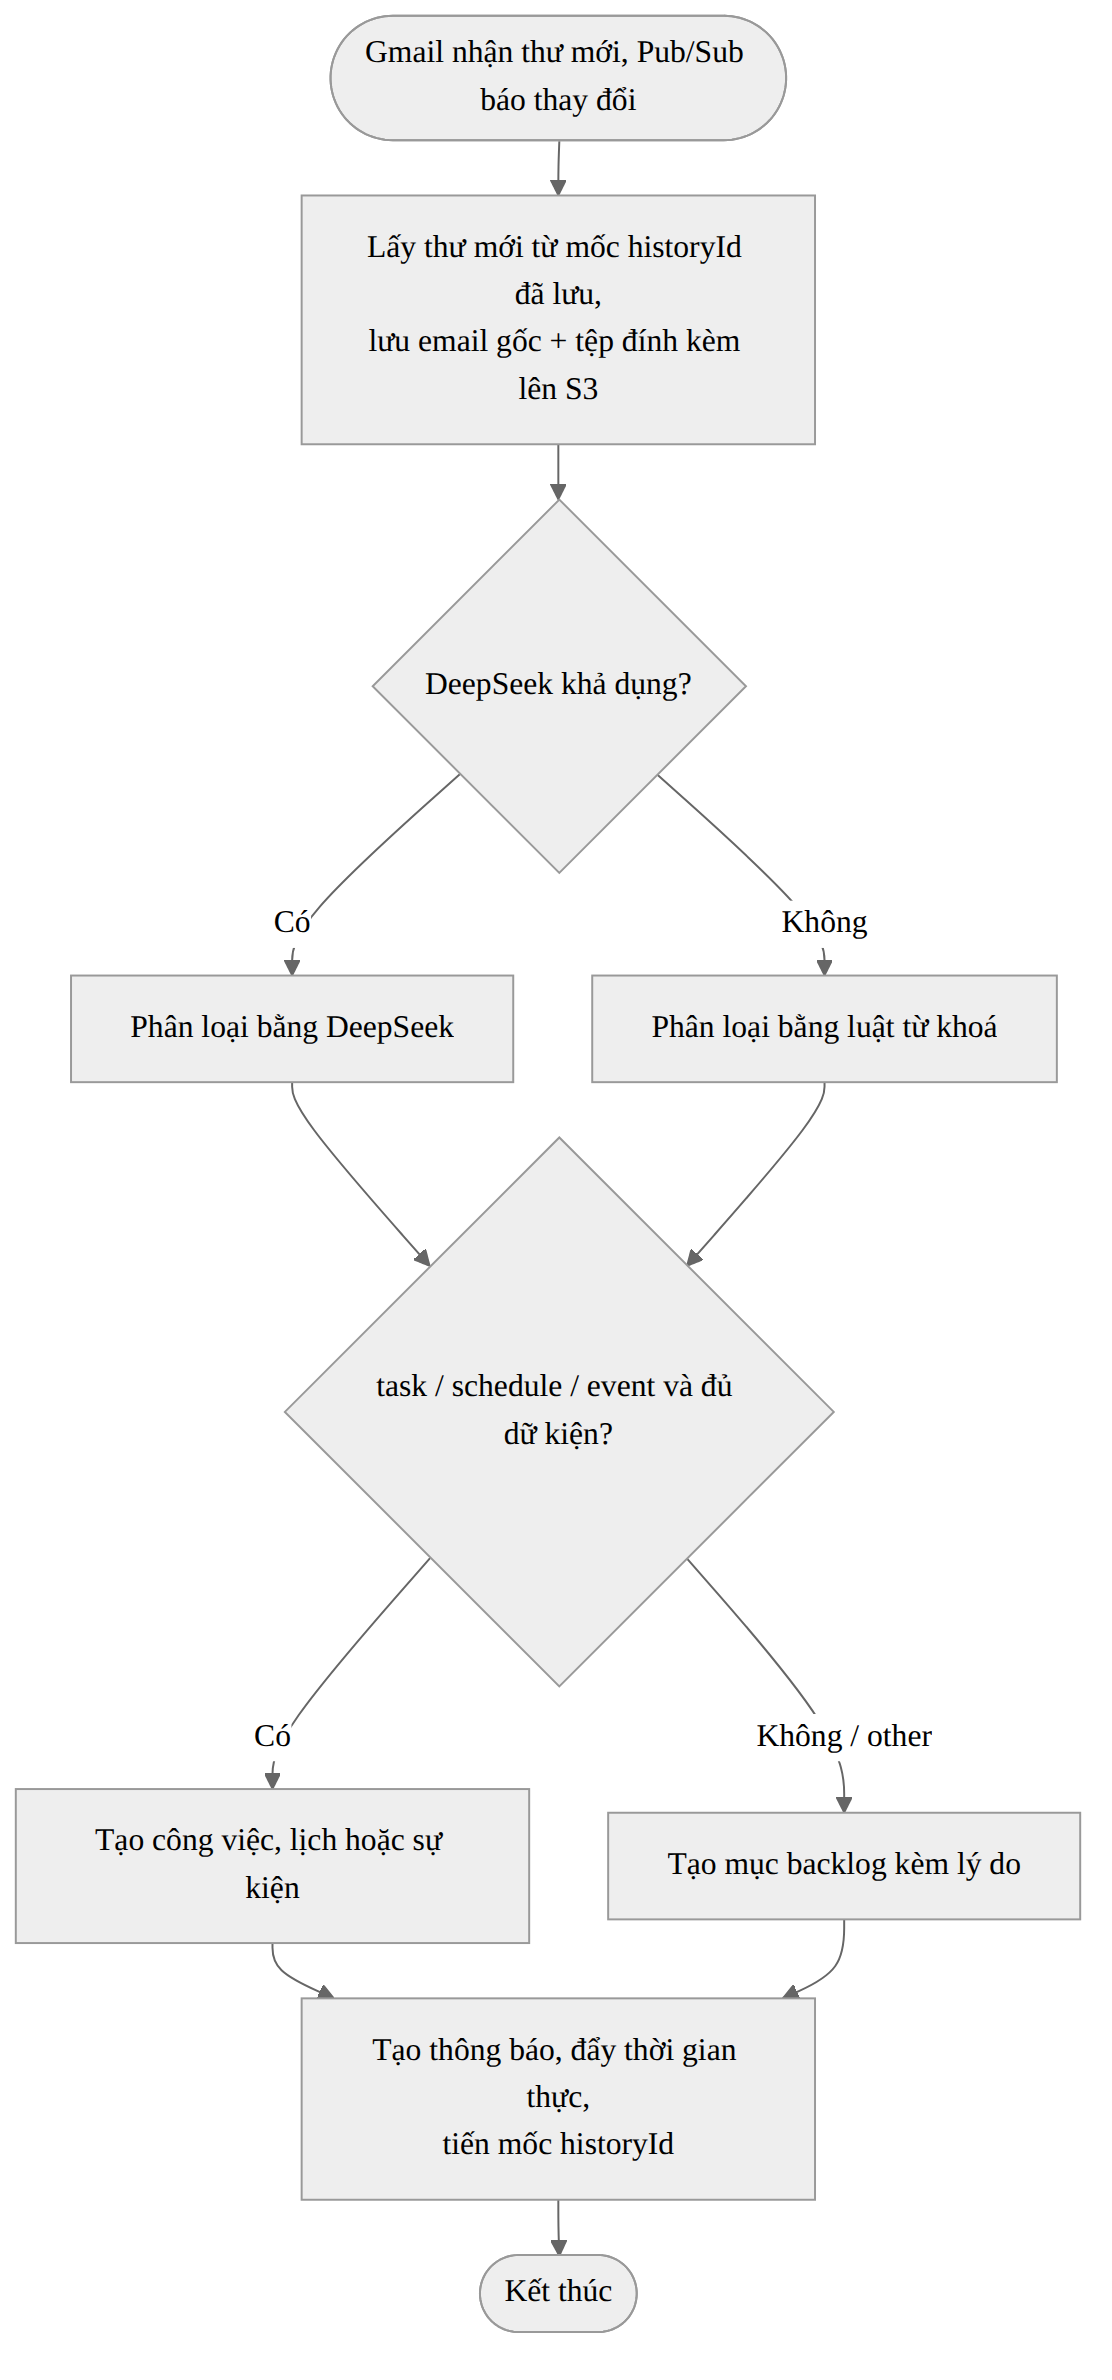 Gmail nhận thư mới, Pub/Sub
báo thay đổi
Lấy thư mới từ mốc historyId
đã lưu,
lưu email gốc + tệp đính kèm
lên S3
DeepSeek khả dụng?
Có
Không
Phân loại bằng DeepSeek
Phân loại bằng luật từ khoá
task / schedule / event và đủ
dữ kiện?
Có
Không / other
Tạo công việc, lịch hoặc sự
kiện
Tạo mục backlog kèm lý do
Tạo thông báo, đẩy thời gian
thực,
tiến mốc historyId
Kết thúc